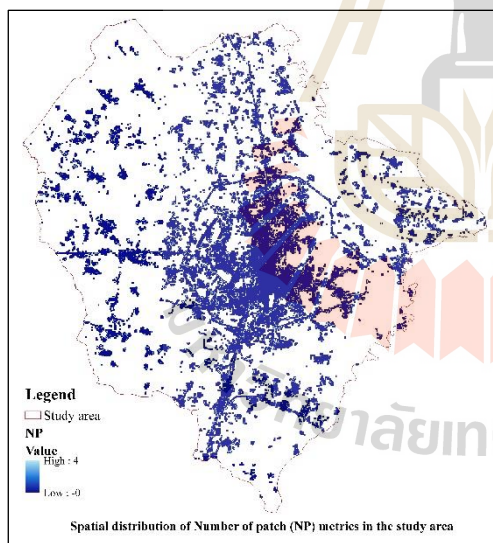 Legend
Study area
NP
Value
High : 4
Low : -0
Spatial distribution of Number of patch (NP) metrics in the study area